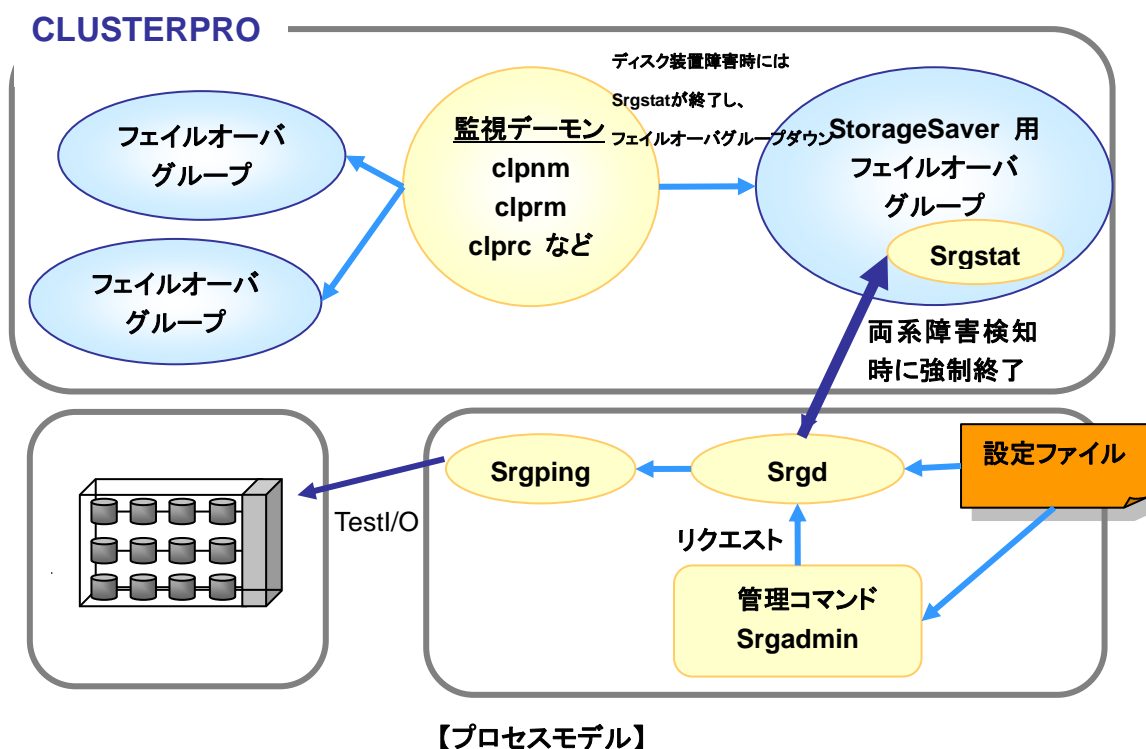 CLUSTERPRO
フェイルオーバ
グループ
フェイルオーバ
グループ
監視デーモン
clpnm
clprm
clprc など
ディスク装置障害時には
Srgstatが終了し、
フェイルオーバグループダウン
StorageSaver 用
フェイルオーバ
グループ
Srgstat
両系障害検知
時に強制終了
Srgping
Srgd
設定ファイル
TestI/O
リクエスト
管理コマンド
Srgadmin
【プロセスモデル】